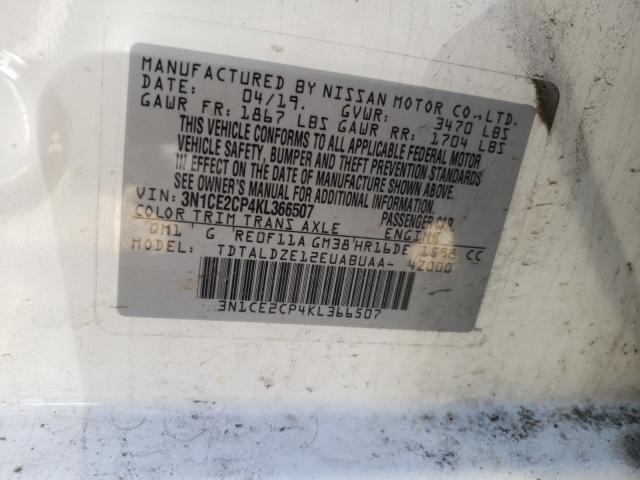 MANUFACTURED BY NISSAN MOTOR CO.,LTD.
DATE: 04/19. GVWR: 3470 LBS
GAWR FR: 1867 LBS GAWR RR: 1704 LBS
THIS VEHICLE CONFORMS TO ALL APPLICABLE FEDERAL MOTOR
VEHICLE SAFETY, BUMPER AND THEFT PREVENTION STANDARDS
IN EFFECT ON THE DATE OF MANUFACTURE SHOWN ABOVE.
SEE OWNER'S MANUAL FOR ADDITIONAL INFORMATION
VIN: 3N1CE2CP4KL366507 PASSENGER CAR
COLOR TRIM TRANS AXLE ENGINE
QM1 G RE0F11A GM38 HR16DE 1598 CC
MODEL: TDTALDZE12EUABUAA- 42000
3N1CE2CP4KL366507